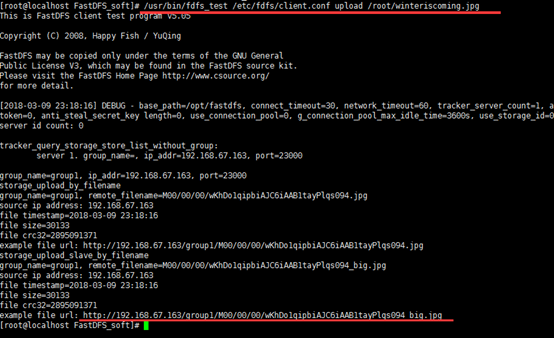 [root@localhost FastDFS_soft]# /usr/bin/fdfs_test /etc/fdfs/client.conf upload /root/winteriscoming.jpg
This is FastDFS client test program v5.05
Copyright (C) 2008, Happy Fish / YuQing
FastDFS may be copied only under the terms of the GNU General
Public License V3, which may be found in the FastDFS source kit.
Please visit the FastDFS Home Page http://www.csource.org/
for more detail.
[2018-03-09 23:18:16] DEBUG - base_path=/opt/fastdfs, connect_timeout=30, network_timeout=60, tracker_server_count=1, a
token=0, anti_steal_secret_key length=0, use_connection_pool=0, g_connection_pool_max_idle_time=3600s, use_storage_id=0
server id count: 0
tracker_query_storage_store_list_without_group:
server 1. group_name=, ip_addr=192.168.67.163, port=23000
group_name=group1, ip_addr=192.168.67.163, port=23000
storage_upload_by_filename
group_name=group1, remote_filename=M00/00/00/wKhDo1qipbiAJC6iAAB1tayPlqs094.jpg
source ip address: 192.168.67.163
file timestamp=2018-03-09 23:18:16
file size=30133
file crc32=2895091371
example file url: http://192.168.67.163/group1/M00/00/00/wKhDo1qipbiAJC6iAAB1tayPlqs094.jpg
storage_upload_slave_by_filename
group_name=group1, remote_filename=M00/00/00/wKhDo1qipbiAJC6iAAB1tayPlqs094_big.jpg
source ip address: 192.168.67.163
file timestamp=2018-03-09 23:18:16
file size=30133
file crc32=2895091371
example file url: http://192.168.67.163/group1/M00/00/00/wKhDo1qipbiAJC6iAAB1tayPlqs094_big.jpg
[root@localhost FastDFS_soft]#